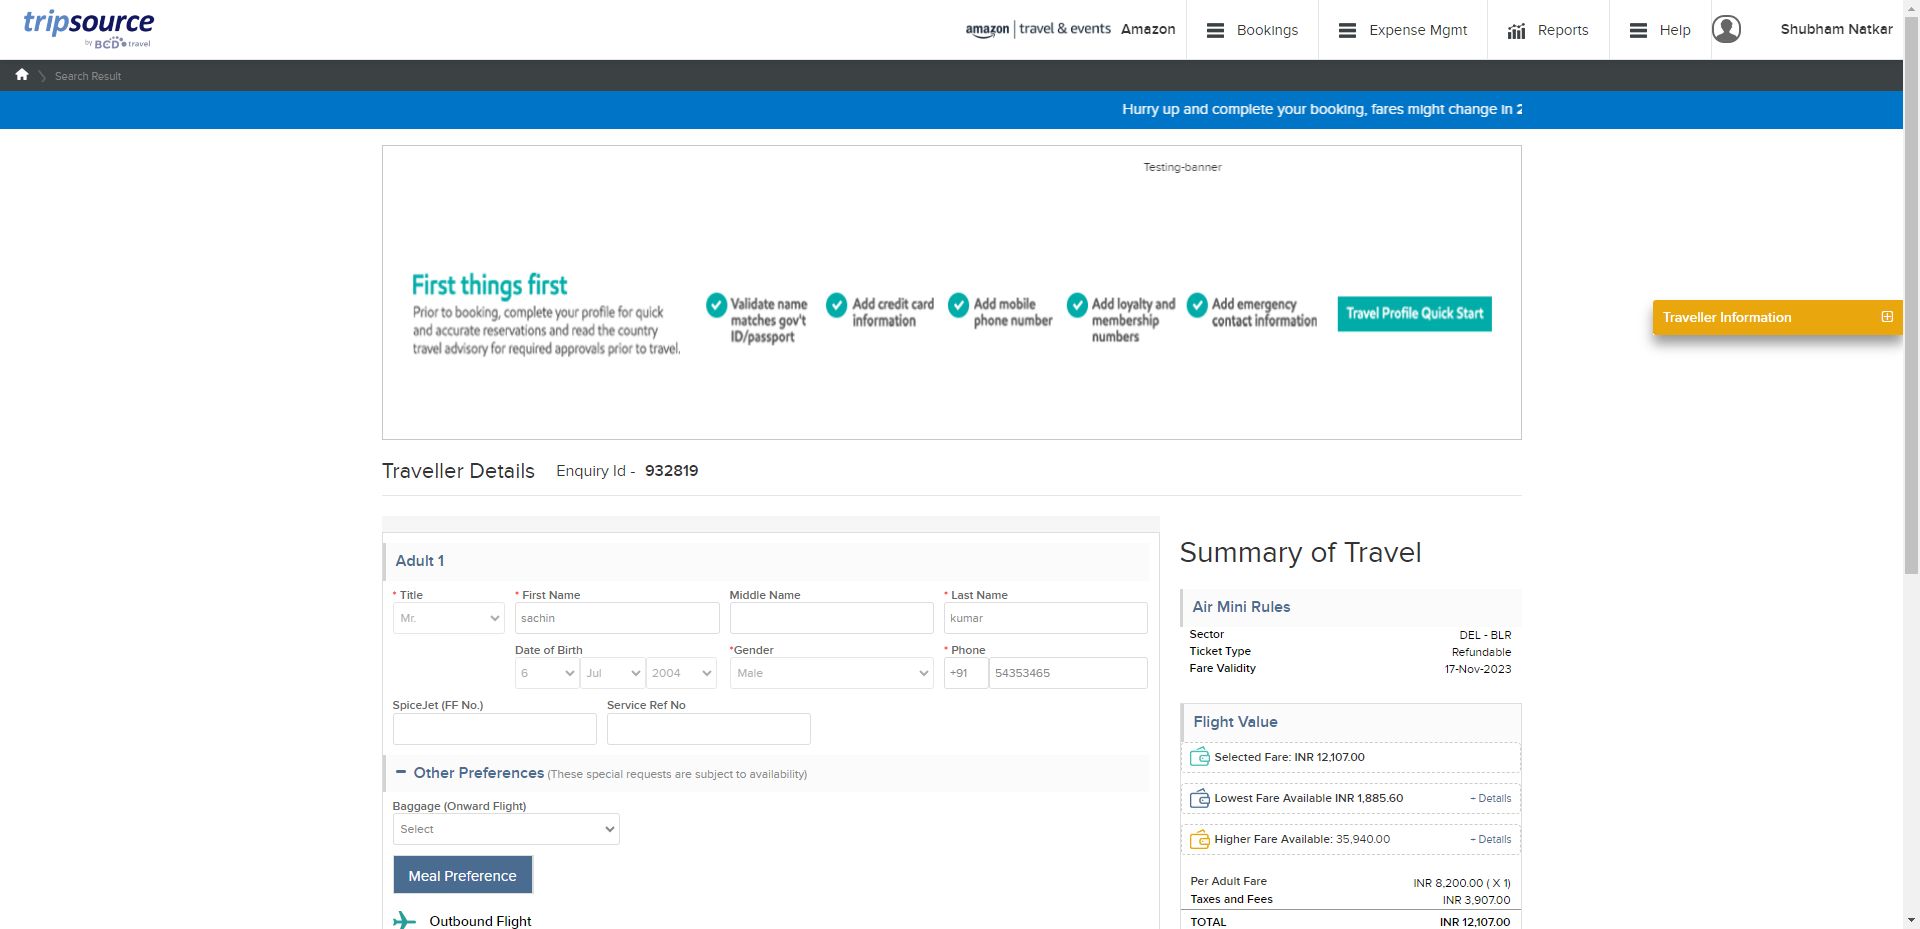 tripsource
by BCD travel
amazon | travel & events Amazon
Bookings
Expense Mgmt
Reports
Help
Shubham Natkar
Search Result
Hurry up and complete your booking, fares might change in 2
Testing-banner
First things first
Prior to booking, complete your profile for quick
and accurate reservations and read the country
travel advisory for required approvals prior to travel.
Validate name
matches gov't
ID/passport
Add credit card
information
Add mobile
phone number
Add loyalty and
membership
numbers
Add emergency
contact information
Travel Profile Quick Start
Traveller Information
Traveller Details Enquiry Id - 932819
Adult 1
* Title * First Name Middle Name * Last Name
Mr. sachin kumar
Date of Birth *Gender * Phone
6 Jul 2004 Male +91 54353465
SpiceJet (FF No.) Service Ref No
Other Preferences (These special requests are subject to availability)
Baggage (Onward Flight)
Select
Meal Preference
Outbound Flight
Summary of Travel
Air Mini Rules
Sector DEL - BLR
Ticket Type Refundable
Fare Validity 17-Nov-2023
Flight Value
Selected Fare: INR 12,107.00
Lowest Fare Available INR 1,885.60 + Details
Higher Fare Available: 35,940.00 + Details
Per Adult Fare INR 8,200.00 ( X 1)
Taxes and Fees INR 3,907.00
TOTAL INR 12,107.00